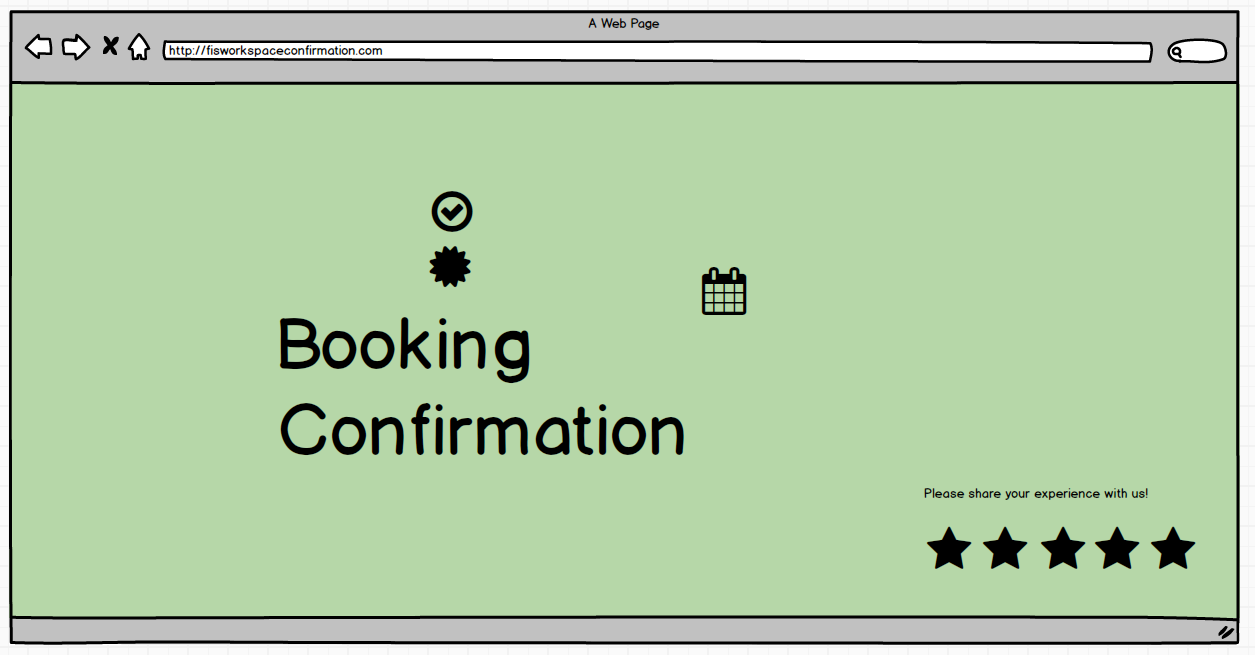 A Web Page
http://fisworkspaceconfirmation.com
Booking
Confirmation
Please share your experience with us!